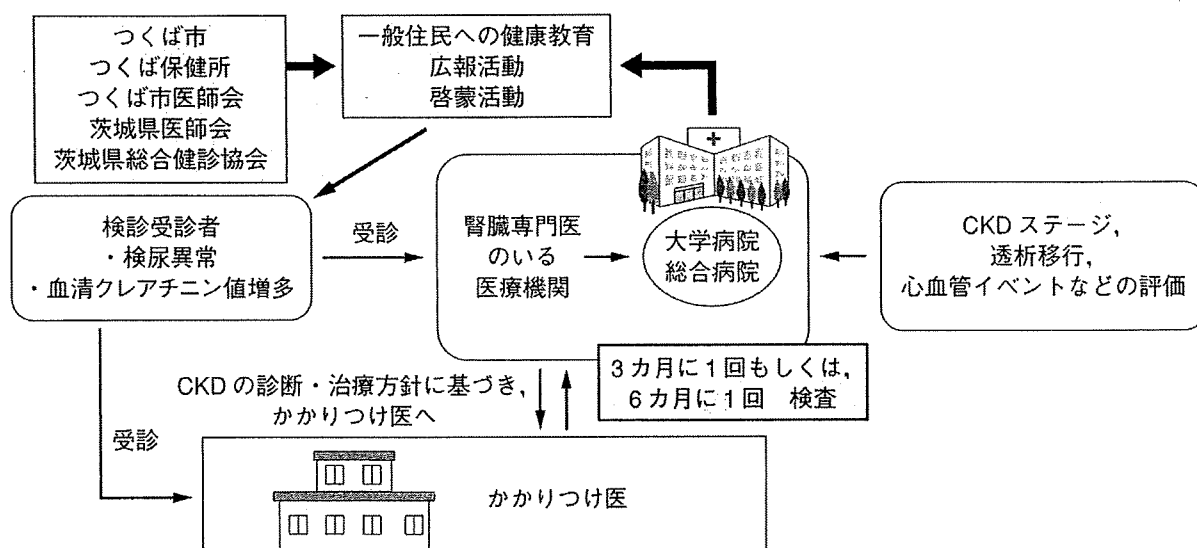 つくば市
つくば保健所
つくば市医師会
茨城県医師会
茨城県総合健診協会
一般住民への健康教育
広報活動
啓蒙活動
検診受診者
・検尿異常
・血清クレアチニン値増多
受診
腎臓専門医
のいる
医療機関
大学病院
総合病院
CKD ステージ，
透析移行，
心血管イベントなどの評価
3 カ月に 1 回もしくは，
6 カ月に 1 回　検査
CKD の診断・治療方針に基づき，
かかりつけ医へ
受診
かかりつけ医